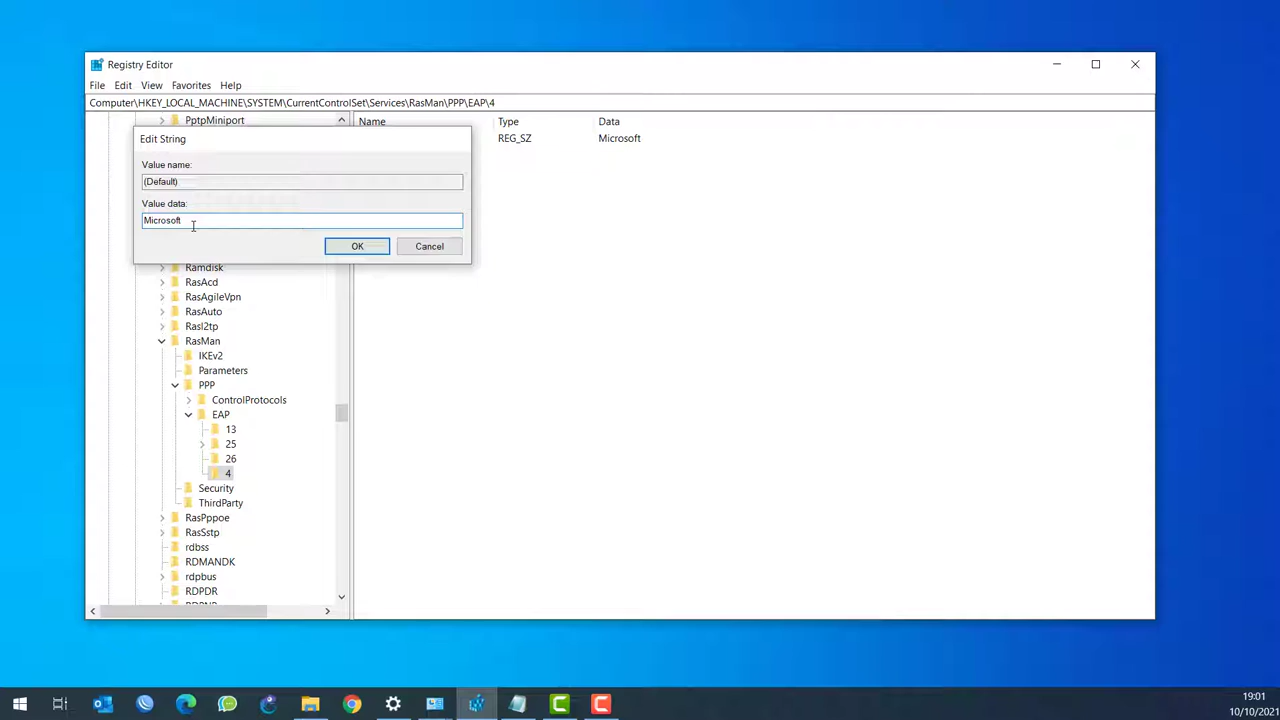 Registry Editor
File Edit View Favorites Help
Computer\HKEY_LOCAL_MACHINE\SYSTEM\CurrentControlSet\Services\RasMan\PPP\EAP\4
PptpMiniport
Name Type Data
REG_SZ Microsoft
Edit String
Value name:
(Default)
Value data:
Microsoft
OK Cancel
Ramdisk
RasAcd
RasAgileVpn
RasAuto
Rasl2tp
RasMan
IKEv2
Parameters
PPP
ControlProtocols
EAP
13
25
26
4
Security
ThirdParty
RasPppoe
RasSstp
rdbss
RDMANDK
rdpbus
RDPDR
19:01
10/10/2021